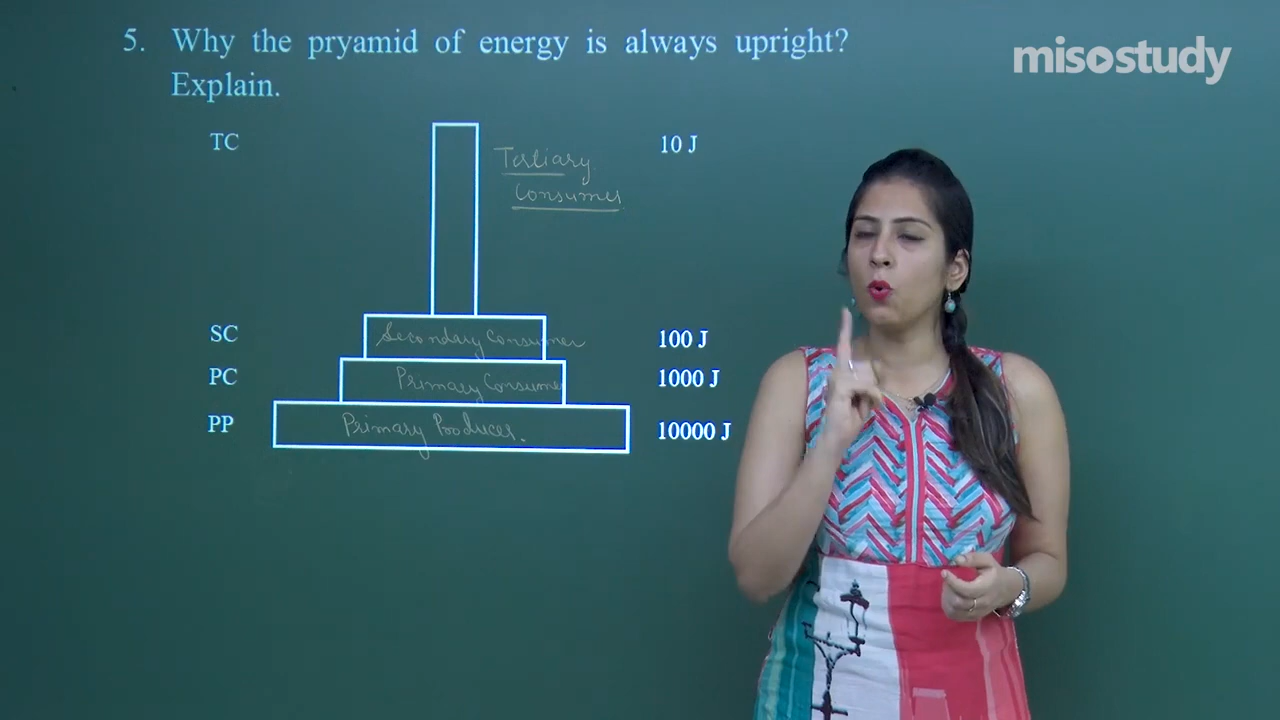 5. Why the pryamid of energy is always upright?
Explain.
misostudy
TC
10 J
Tertiary
Consumer
SC
Secondary Consumer
100 J
PC
Primary Consumer
1000 J
PP
Primary Producer.
10000 J